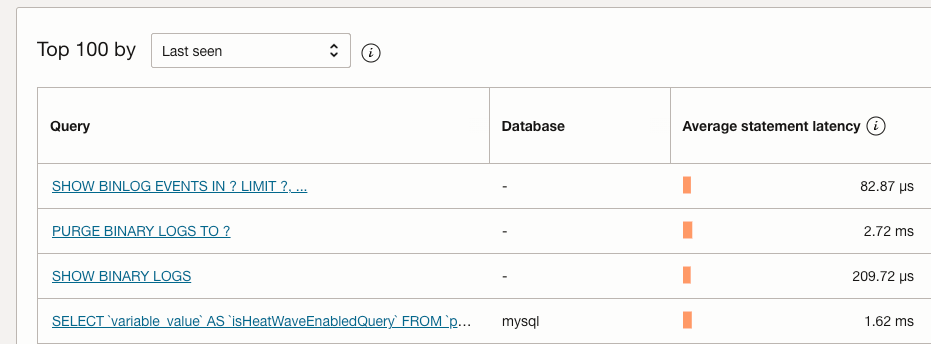 Top 100 by Last seen i
Query Database Average statement latency i
SHOW BINLOG EVENTS IN ? LIMIT ?, ... - 82.87 µs
PURGE BINARY LOGS TO ? - 2.72 ms
SHOW BINARY LOGS - 209.72 µs
SELECT `variable_value` AS `isHeatWaveEnabledQuery` FROM `p... mysql 1.62 ms